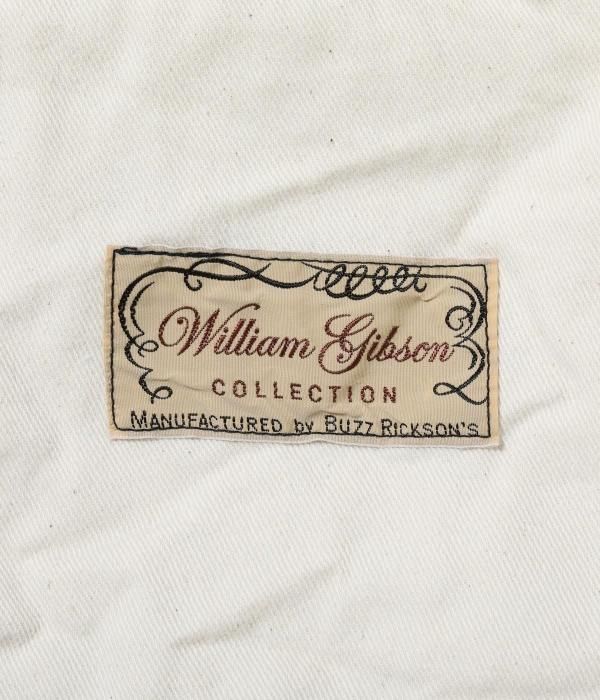 William Gibson
COLLECTION
MANUFACTURED by BUZZ RICKSON'S